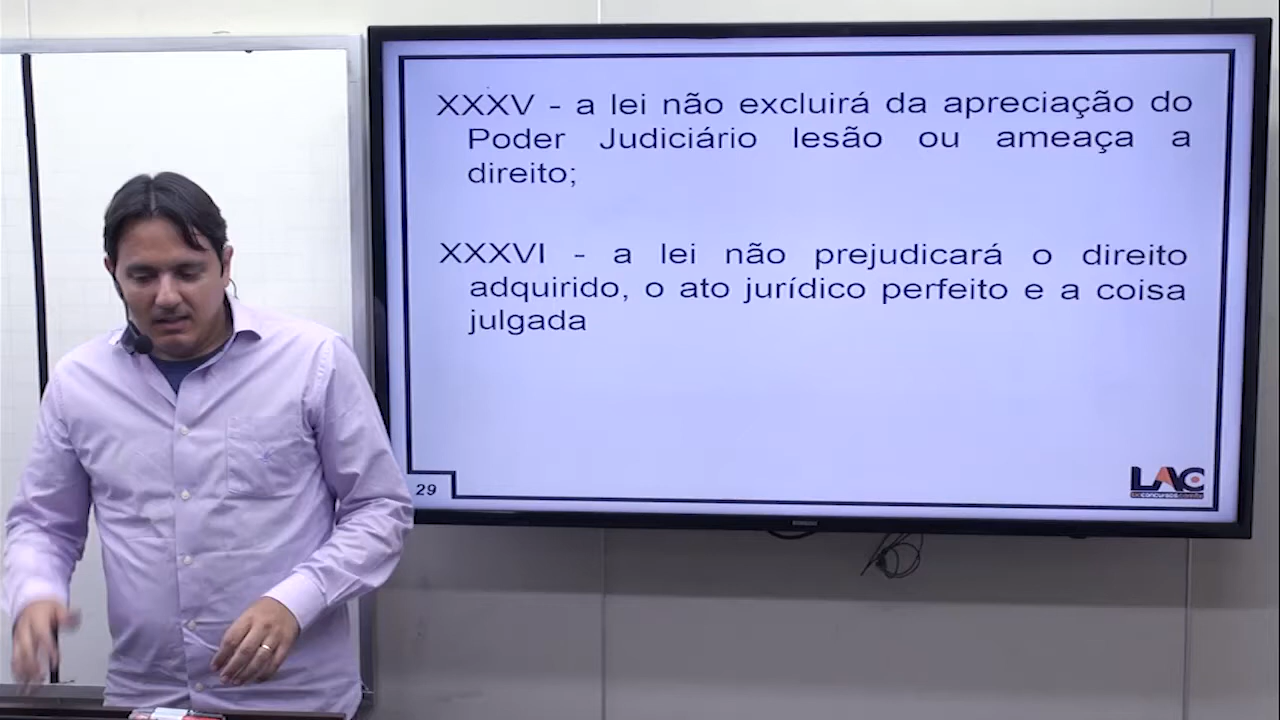 XXXV - a lei não excluirá da apreciação do
Poder Judiciário lesão ou ameaça a
direito;
XXXVI - a lei não prejudicará o direito
adquirido, o ato jurídico perfeito e a coisa
julgada
29
LAC